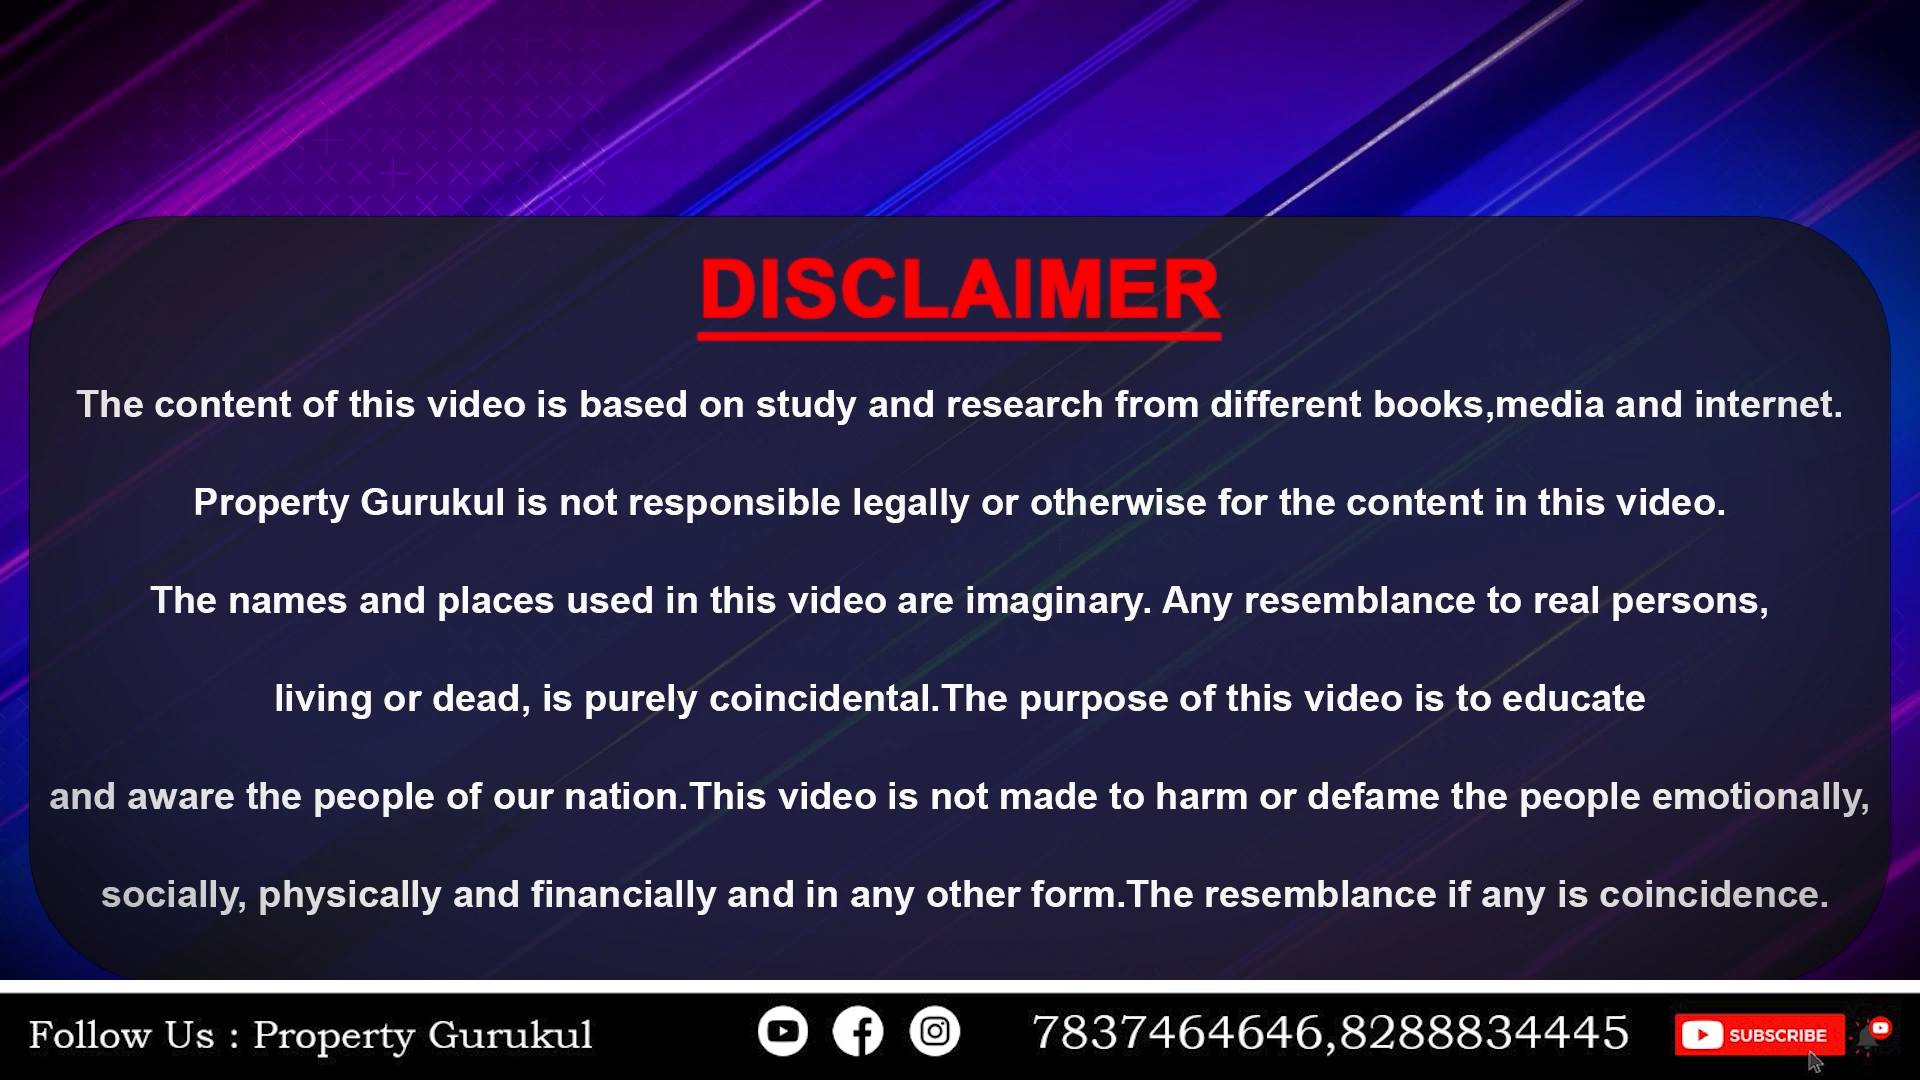 DISCLAIMER
The content of this video is based on study and research from different books,media and internet.
Property Gurukul is not responsible legally or otherwise for the content in this video.
The names and places used in this video are imaginary. Any resemblance to real persons,
living or dead, is purely coincidental.The purpose of this video is to educate
and aware the people of our nation.This video is not made to harm or defame the people emotionally,
socially, physically and financially and in any other form.The resemblance if any is coincidence.
Follow Us : Property Gurukul
7837464646,8288834445
SUBSCRIBE